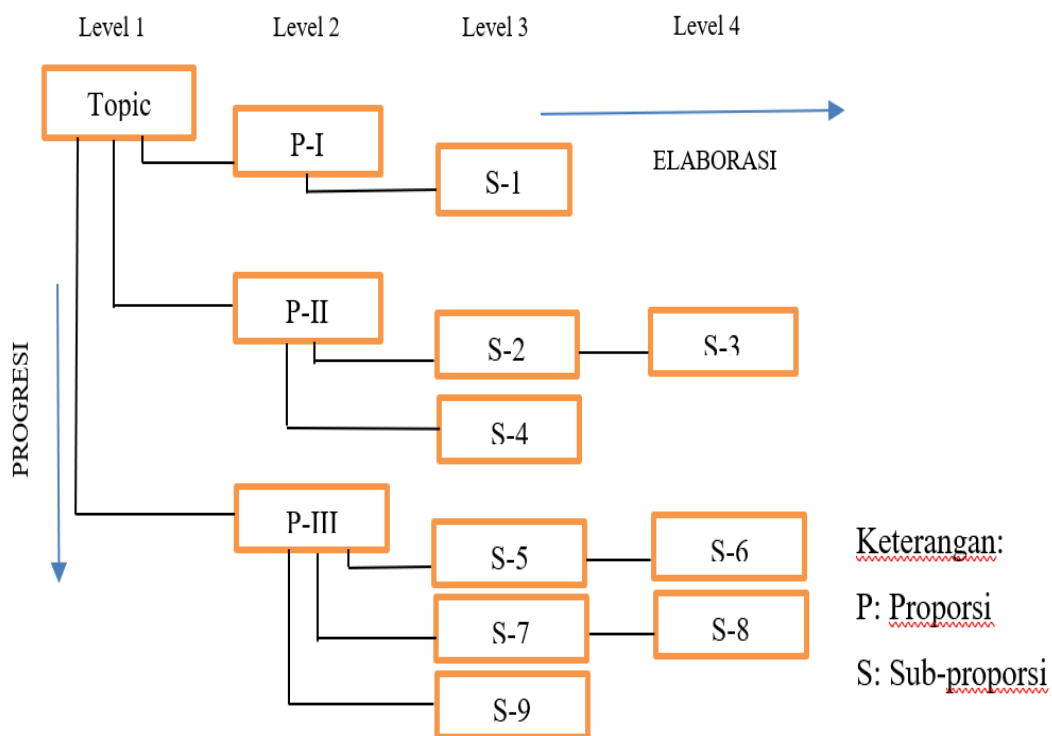 Level 1
Level 2
Level 3
Level 4
Topic
P-I
S-1
ELABORASI
PROGRESI
P-II
S-2
S-3
S-4
P-III
S-5
S-6
S-7
S-8
S-9
Keterangan:
P: Proporsi
S: Sub-proporsi